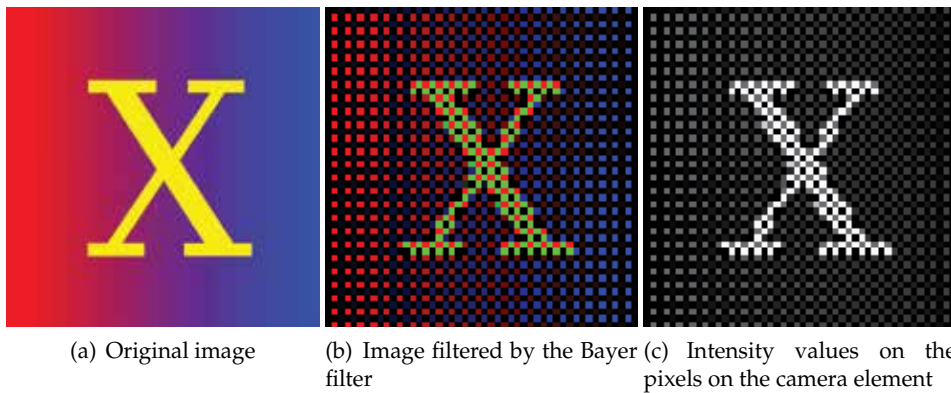 X X X
(a) Original image (b) Image filtered by the Bayer (c) Intensity values on the
filter pixels on the camera element